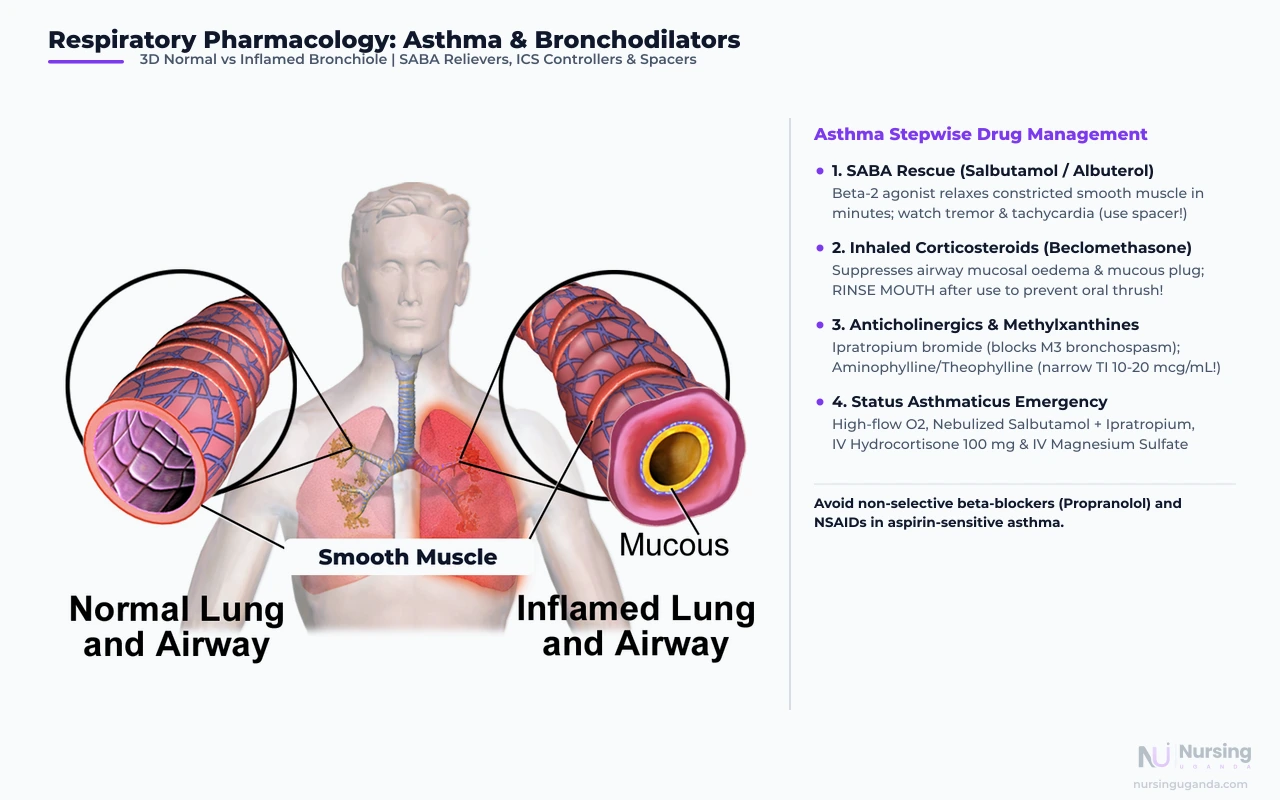 Respiratory Pharmacology: Asthma & Bronchodilators
3D Normal vs Inflamed Bronchiole | SABA Relievers, ICS Controllers & Spacers
Smooth Muscle
Mucous
Normal Lung
and Airway
Inflamed Lung
and Airway
Asthma Stepwise Drug Management
1. SABA Rescue (Salbutamol / Albuterol)
Beta-2 agonist relaxes constricted smooth muscle in
minutes; watch tremor & tachycardia (use spacer!)
2. Inhaled Corticosteroids (Beclomethasone)
Suppresses airway mucosal oedema & mucous plug;
RINSE MOUTH after use to prevent oral thrush!
3. Anticholinergics & Methylxanthines
Ipratropium bromide (blocks M3 bronchospasm);
Aminophylline/Theophylline (narrow TI 10-20 mcg/mL!)
4. Status Asthmaticus Emergency
High-flow O2, Nebulized Salbutamol + Ipratropium,
IV Hydrocortisone 100 mg & IV Magnesium Sulfate
Avoid non-selective beta-blockers (Propranolol) and
NSAIDs in aspirin-sensitive asthma.
NU Nursing
UGANDA
nursinguganda.com